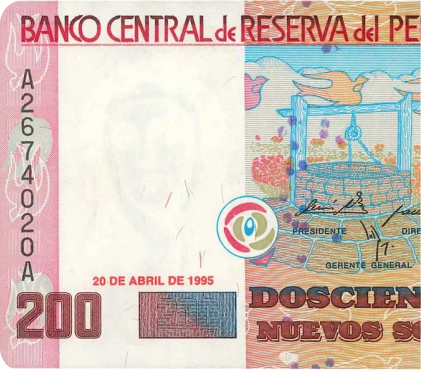 BANCO CENTRAL de RESERVA del PE
A2674020A
PRESIDENTE
DIRE
GERENTE GENERAL
20 DE ABRIL DE 1995
200
DOSCIEN
NUEVOS SO